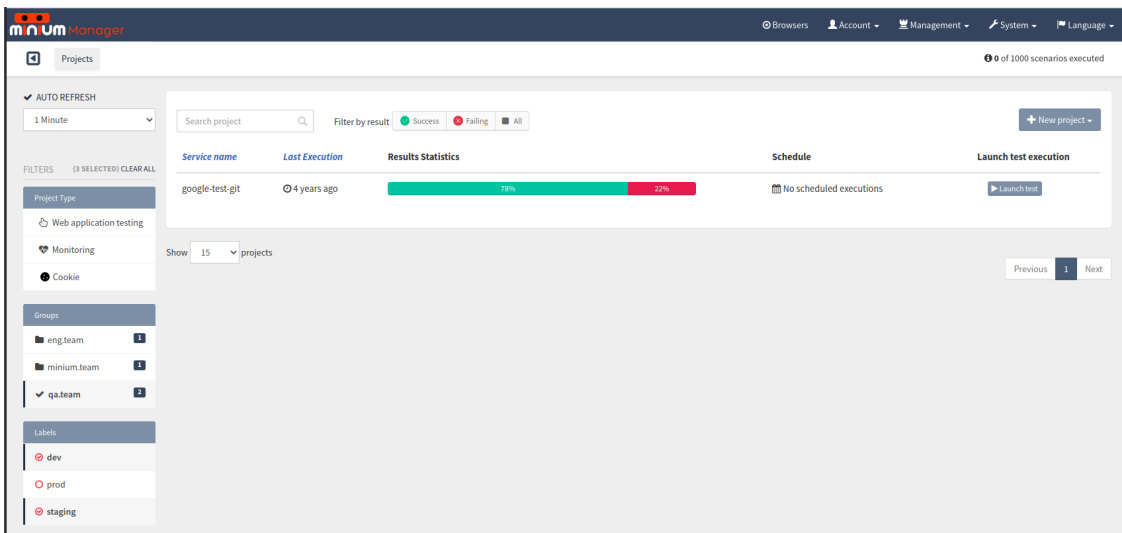 minium Manager
Browsers Account Management System Language
Projects
0 of 1000 scenarios executed
AUTO REFRESH
1 Minute
FILTERS (3 SELECTED) CLEAR ALL
Project Type
Web application testing
Monitoring
Cookie
Groups
eng.team 1
minium.team 1
qa.team 2
Labels
dev
prod
staging
Search project
Filter by result Success Failing All
New project
Service name Last Execution Results Statistics Schedule Launch test execution
google-test-git 4 years ago 78% 22% No scheduled executions Launch test
Show 15 projects
Previous 1 Next